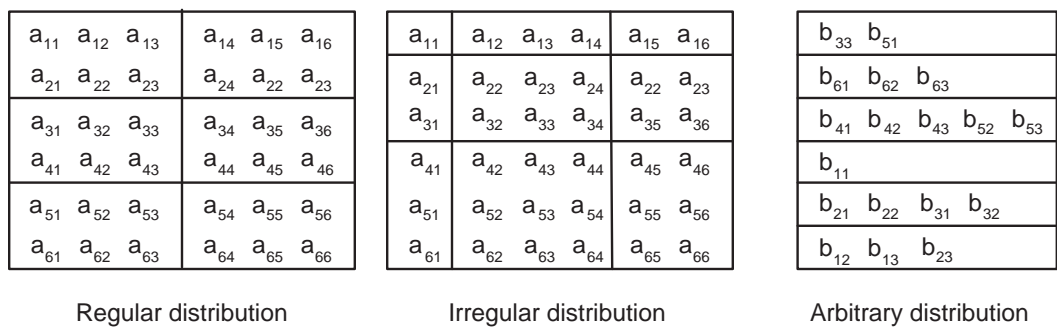 a₁₁ a₁₂ a₁₃ a₁₄ a₁₅ a₁₆
a₂₁ a₂₂ a₂₃ a₂₄ a₂₂ a₂₃
a₃₁ a₃₂ a₃₃ a₃₄ a₃₅ a₃₆
a₄₁ a₄₂ a₄₃ a₄₄ a₄₅ a₄₆
a₅₁ a₅₂ a₅₃ a₅₄ a₅₅ a₅₆
a₆₁ a₆₂ a₆₃ a₆₄ a₆₅ a₆₆
Regular distribution
a₁₁ a₁₂ a₁₃ a₁₄ a₁₅ a₁₆
a₂₁ a₂₂ a₂₃ a₂₄ a₂₂ a₂₃
a₃₁ a₃₂ a₃₃ a₃₄ a₃₅ a₃₆
a₄₁ a₄₂ a₄₃ a₄₄ a₄₅ a₄₆
a₅₁ a₅₂ a₅₃ a₅₄ a₅₅ a₅₆
a₆₁ a₆₂ a₆₃ a₆₄ a₆₅ a₆₆
Irregular distribution
b₃₃ b₅₁
b₆₁ b₆₂ b₆₃
b₄₁ b₄₂ b₄₃ b₅₂ b₅₃
b₁₁
b₂₁ b₂₂ b₃₁ b₃₂
b₁₂ b₁₃ b₂₃
Arbitrary distribution